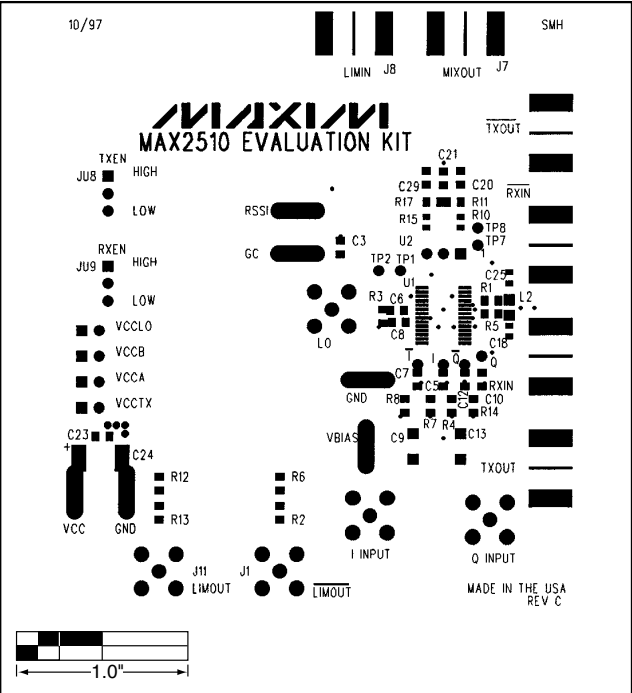 10/97
SMH
LIMIN J8
MIXOUT J7
MAXIM
MAX2510 EVALUATION KIT
TXOUT
TXEN
JU8 HIGH
LOW
C21
C29 C20
RXIN
R17 R11
R15 R10
RSSI
TP8
U2 TP7
C3
1
GC
RXEN
JU9 HIGH
LOW
TP2 TP1
U1
C25
R1 L2
R3 C6
C8
R5
LO
C18
VCCLO
VCCB
VCCA
VCCTX
I I Q Q
C7
GND
C5 C12 RXIN
R8 C10
R7 R4 R14
VBIAS C9 C13
C23
+ C24
TXOUT
R12 R6
R13 R2
VCC GND
I INPUT
Q INPUT
J11
LIMOUT
J1
LIMOUT
MADE IN THE USA
REV C
1.0"